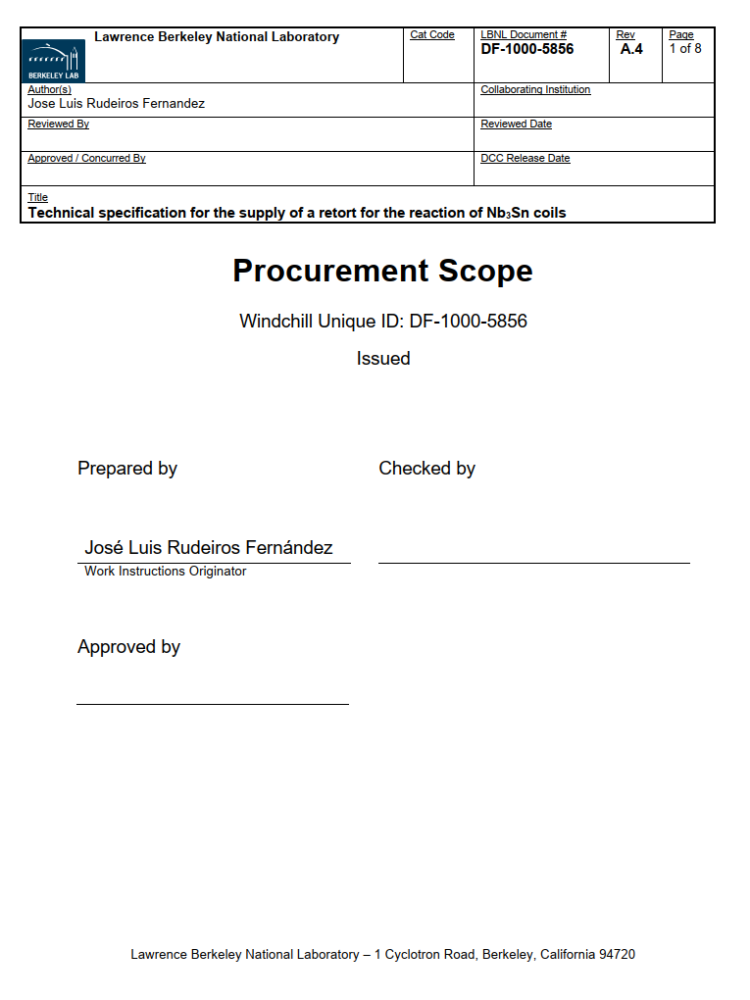 Lawrence Berkeley National Laboratory
BERKELEY LAB
Cat Code
LBNL Document #
DF-1000-5856
Rev
A.4
Page
1 of 8
Author(s)
Jose Luis Rudeiros Fernandez
Collaborating Institution
Reviewed By
Reviewed Date
Approved / Concurred By
DCC Release Date
Title
Technical specification for the supply of a retort for the reaction of Nb₃Sn coils
Procurement Scope
Windchill Unique ID: DF-1000-5856
Issued
Prepared by
Checked by
José Luis Rudeiros Fernández
Work Instructions Originator
Approved by
Lawrence Berkeley National Laboratory – 1 Cyclotron Road, Berkeley, California 94720